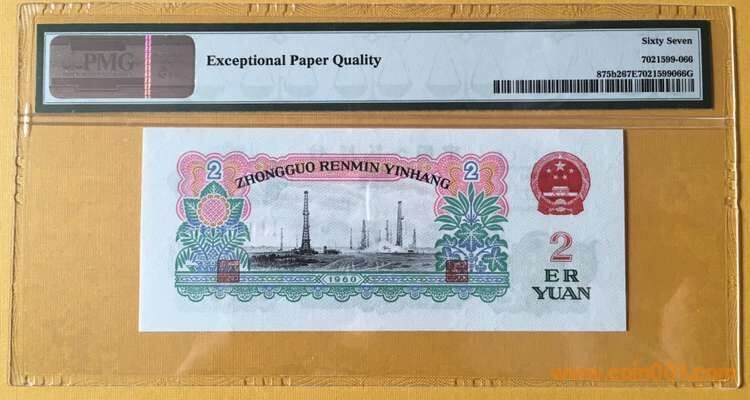 PMG
Exceptional Paper Quality
Sixty Seven
7021599-066
875b267E7021599066G
2
2
ZHONGGUO RENMIN YINHANG
1960
2
ER
YUAN
www.coin001.com